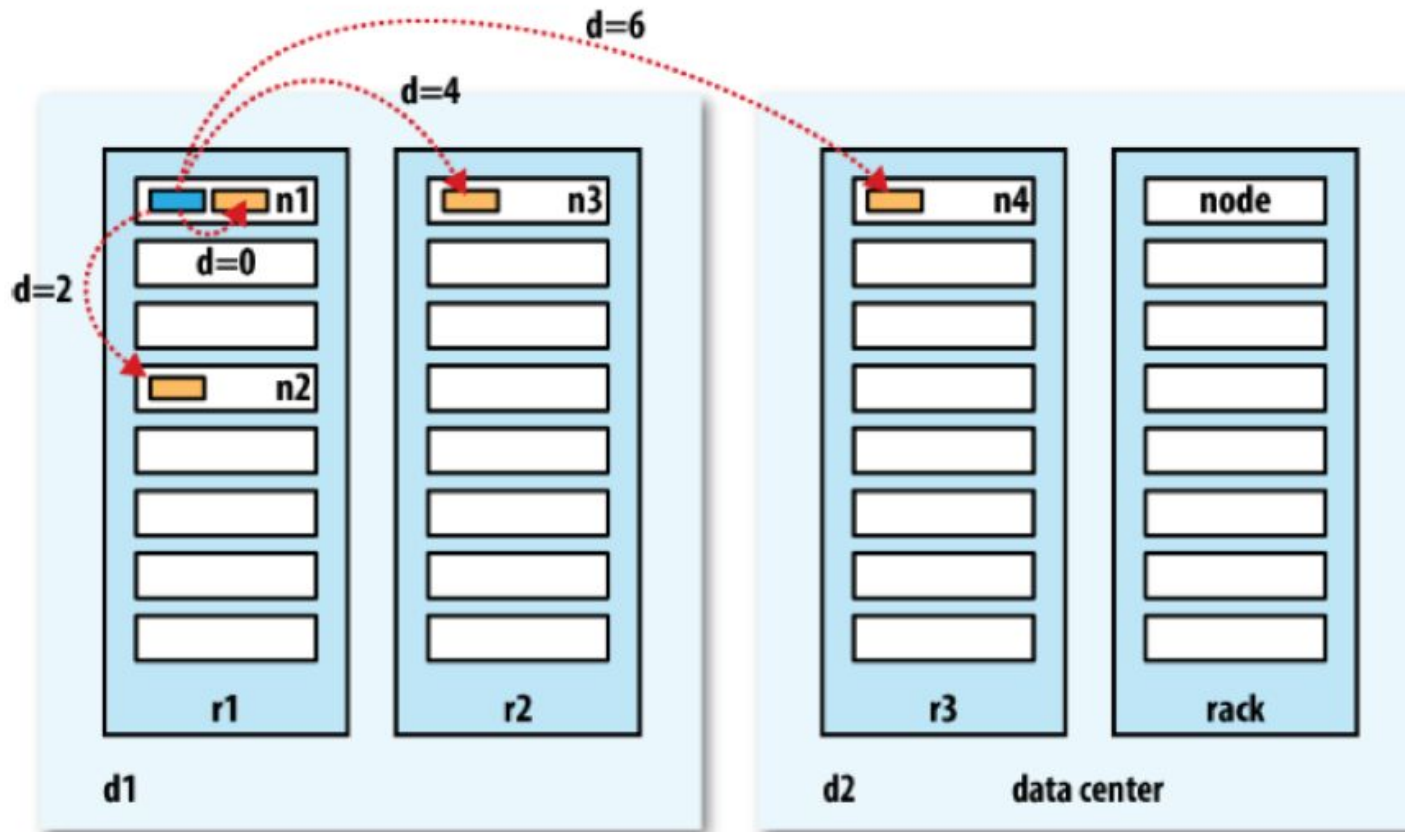 d=6
d=4
n1
n3
n4
node
d=0
d=2
n2
r1
r2
r3
rack
d1
d2
data center